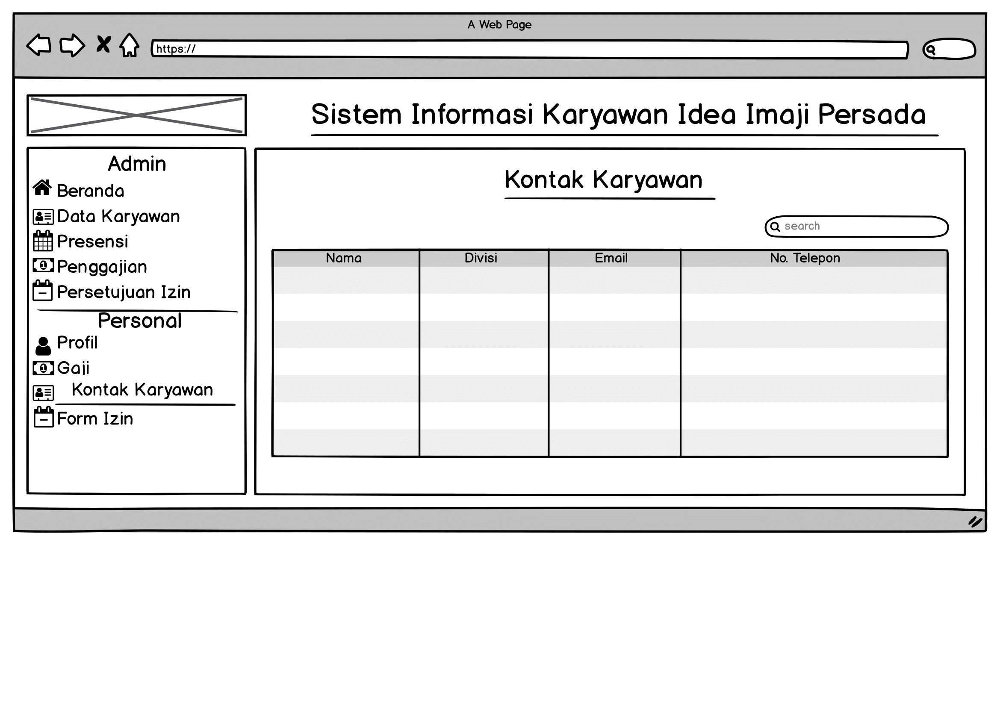 A Web Page
https://
Sistem Informasi Karyawan Idea Imaji Persada
Admin
Beranda
Data Karyawan
Presensi
Penggajian
Persetujuan Izin
Personal
Profil
Gaji
Kontak Karyawan
Form Izin
Kontak Karyawan
search
Nama Divisi Email No. Telepon